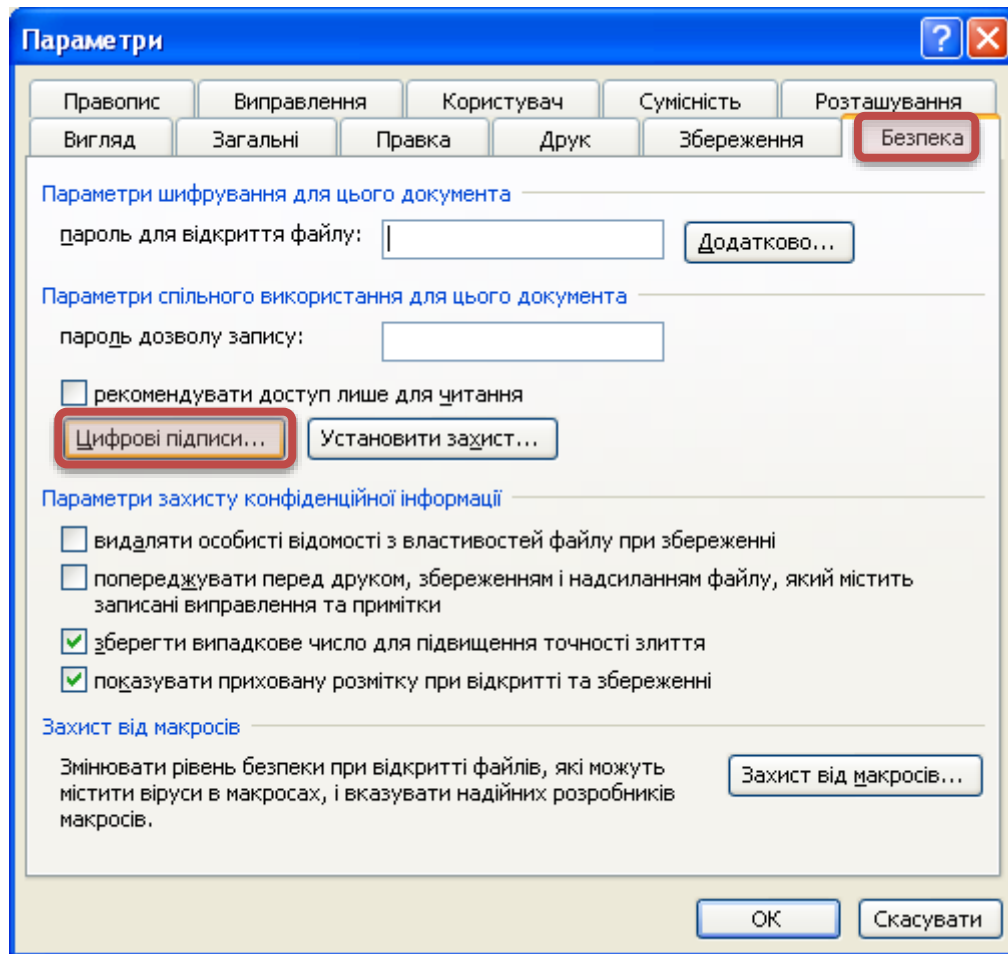 Параметри
Правопис Виправлення Користувач Сумісність Розташування
Вигляд Загальні Правка Друк Збереження Безпека
Параметри шифрування для цього документа
пароль для відкриття файлу: Додатково...
Параметри спільного використання для цього документа
пароль дозволу запису:
рекомендувати доступ лише для читання
Цифрові підписи... Установити захист...
Параметри захисту конфіденційної інформації
видаляти особисті відомості з властивостей файлу при збереженні
попереджувати перед друком, збереженням і надсиланням файлу, який містить
записані виправлення та примітки
зберегти випадкове число для підвищення точності злиття
показувати приховану розмітку при відкритті та збереженні
Захист від макросів
Змінювати рівень безпеки при відкритті файлів, які можуть
містити віруси в макросах, і вказувати надійних розробників
макросів.
Захист від макросів...
ОК Скасувати